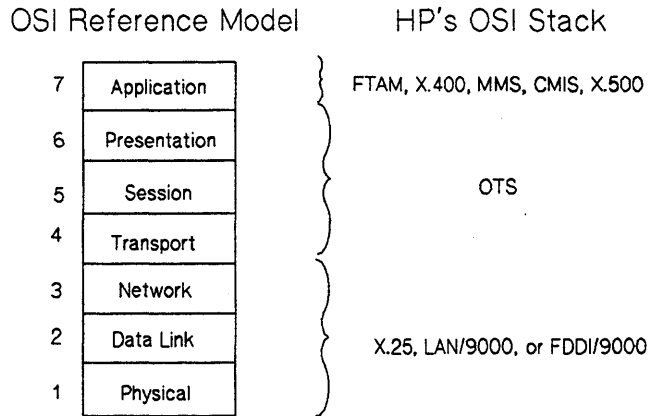 OSI Reference Model HP's OSI Stack
7 Application FTAM, X.400, MMS, CMIS, X.500
6 Presentation
5 Session OTS
4 Transport
3 Network
2 Data Link X.25, LAN/9000, or FDDI/9000
1 Physical